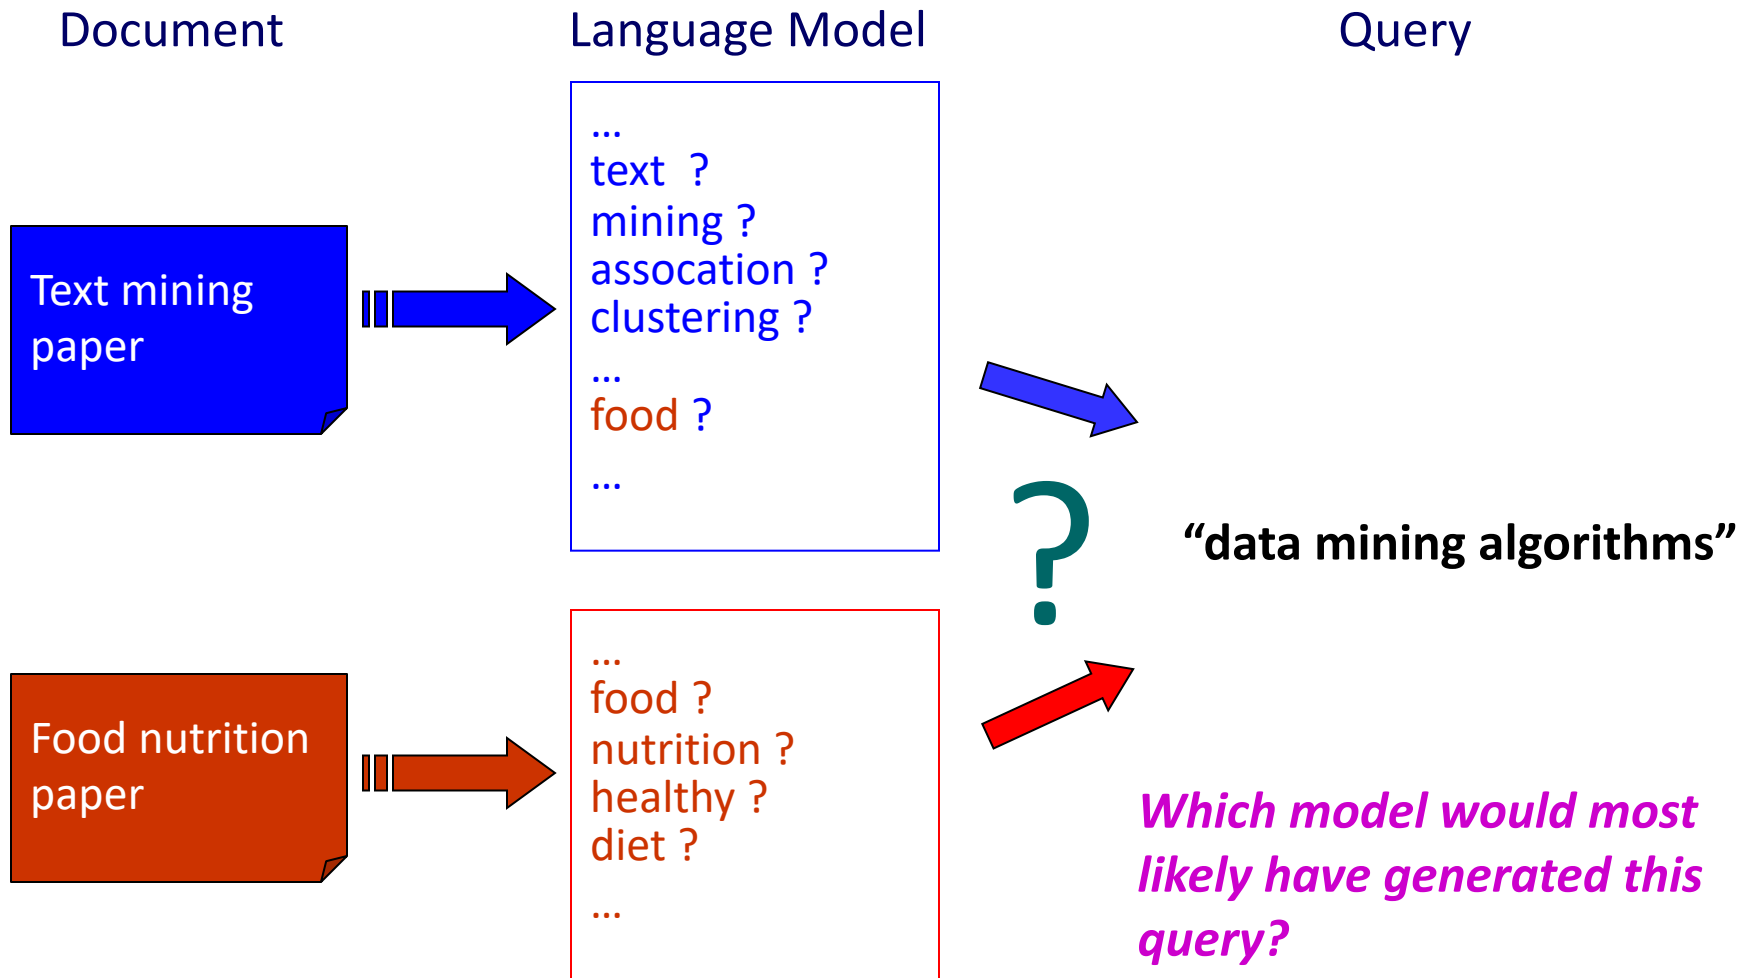 Document
Language Model
Query
Text mining
paper
...
text ?
mining ?
assocation ?
clustering ?
...
food ?
...
?
“data mining algorithms”
Food nutrition
paper
...
food ?
nutrition ?
healthy ?
diet ?
...
Which model would most
likely have generated this
query?